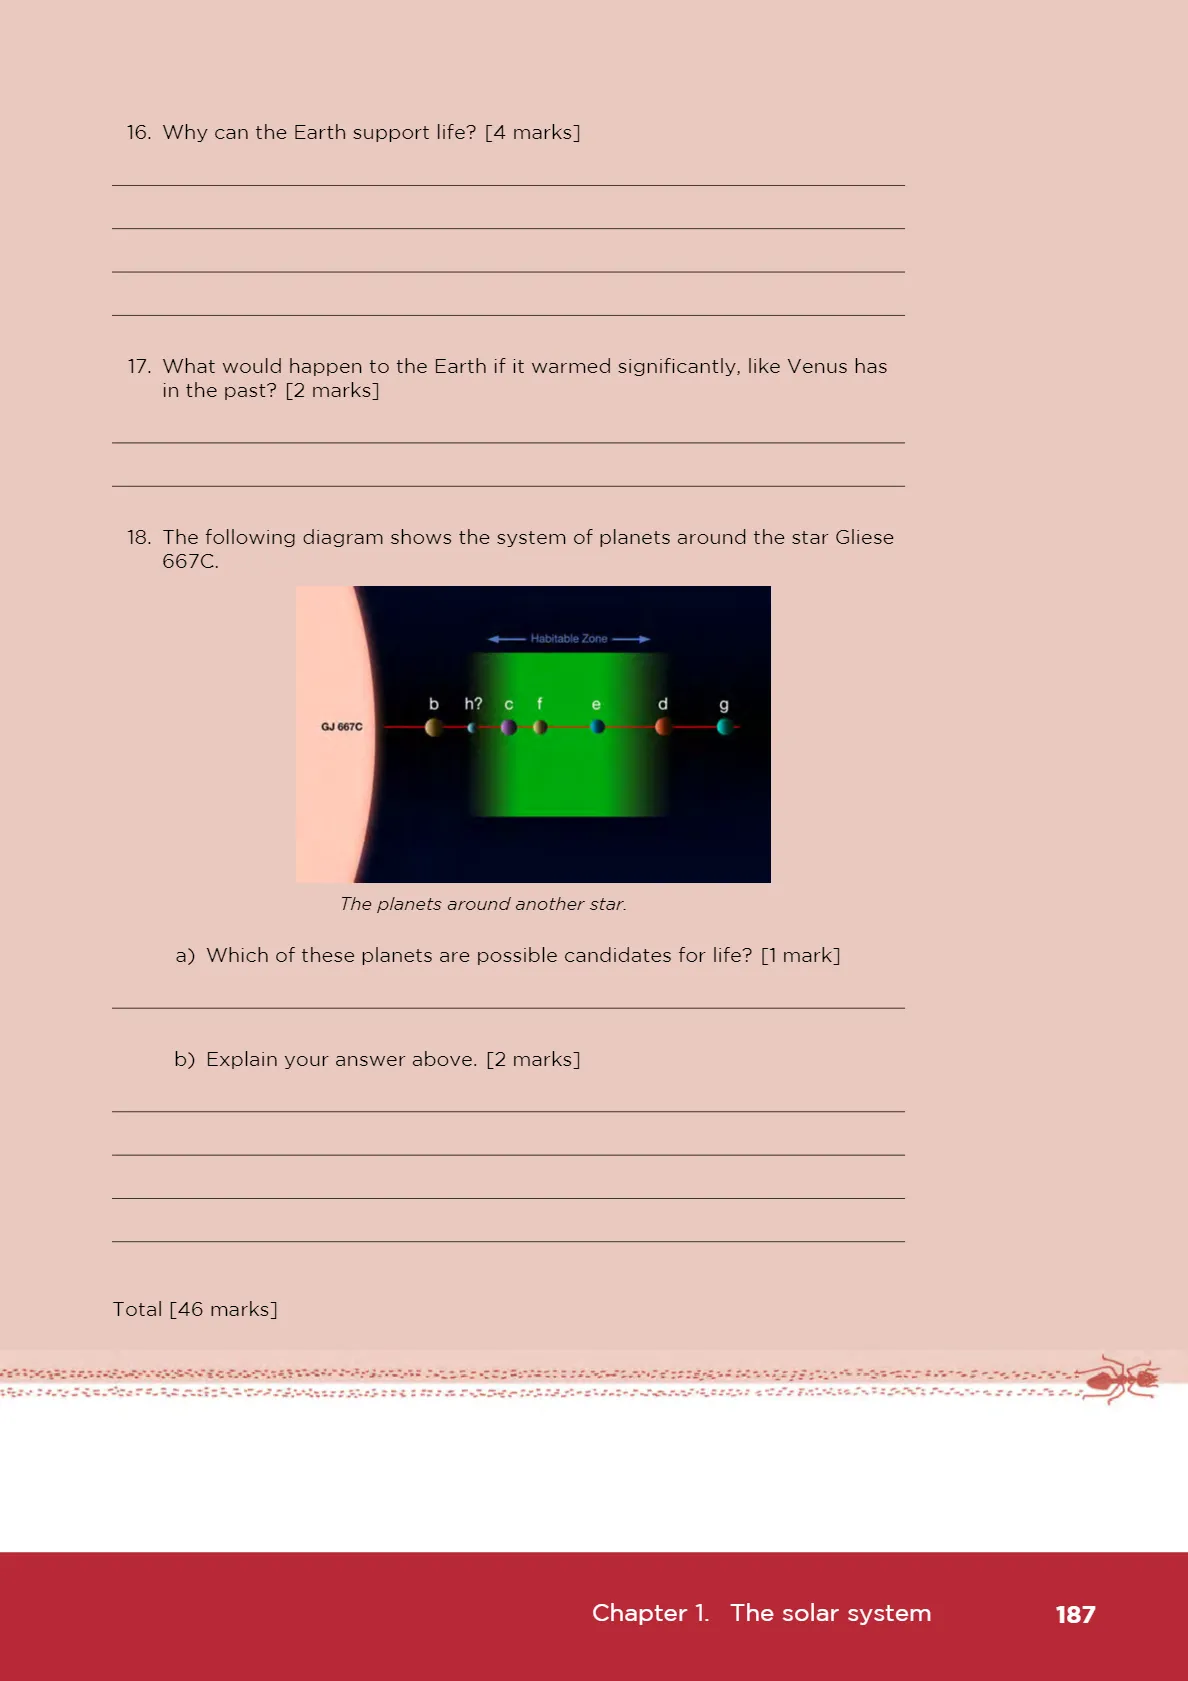 16. Why can the Earth support life? [4 marks]
17. What would happen to the Earth if it warmed significantly, like Venus has
in the past? [2 marks]
18. The following diagram shows the system of planets around the star Gliese
667C.
Habitable Zone
b h? c f e d g
GJ 667C
The planets around another star.
a) Which of these planets are possible candidates for life? [1 mark]
b) Explain your answer above. [2 marks]
Total [46 marks]
Chapter 1. The solar system 187